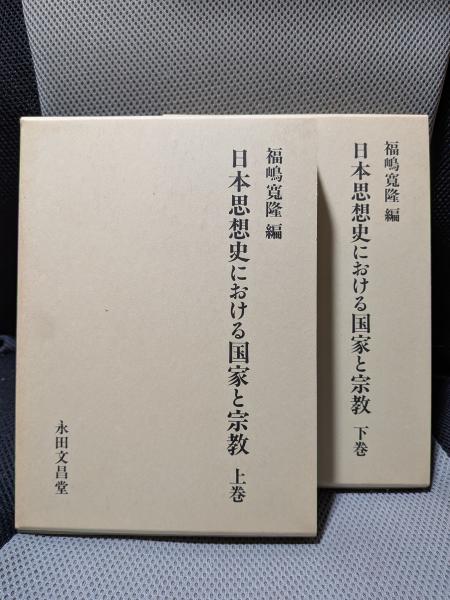 福嶋寬隆 編
日本思想史における国家と宗教 上巻
永田文昌堂
福嶋寬隆 編
日本思想史における国家と宗教 下巻